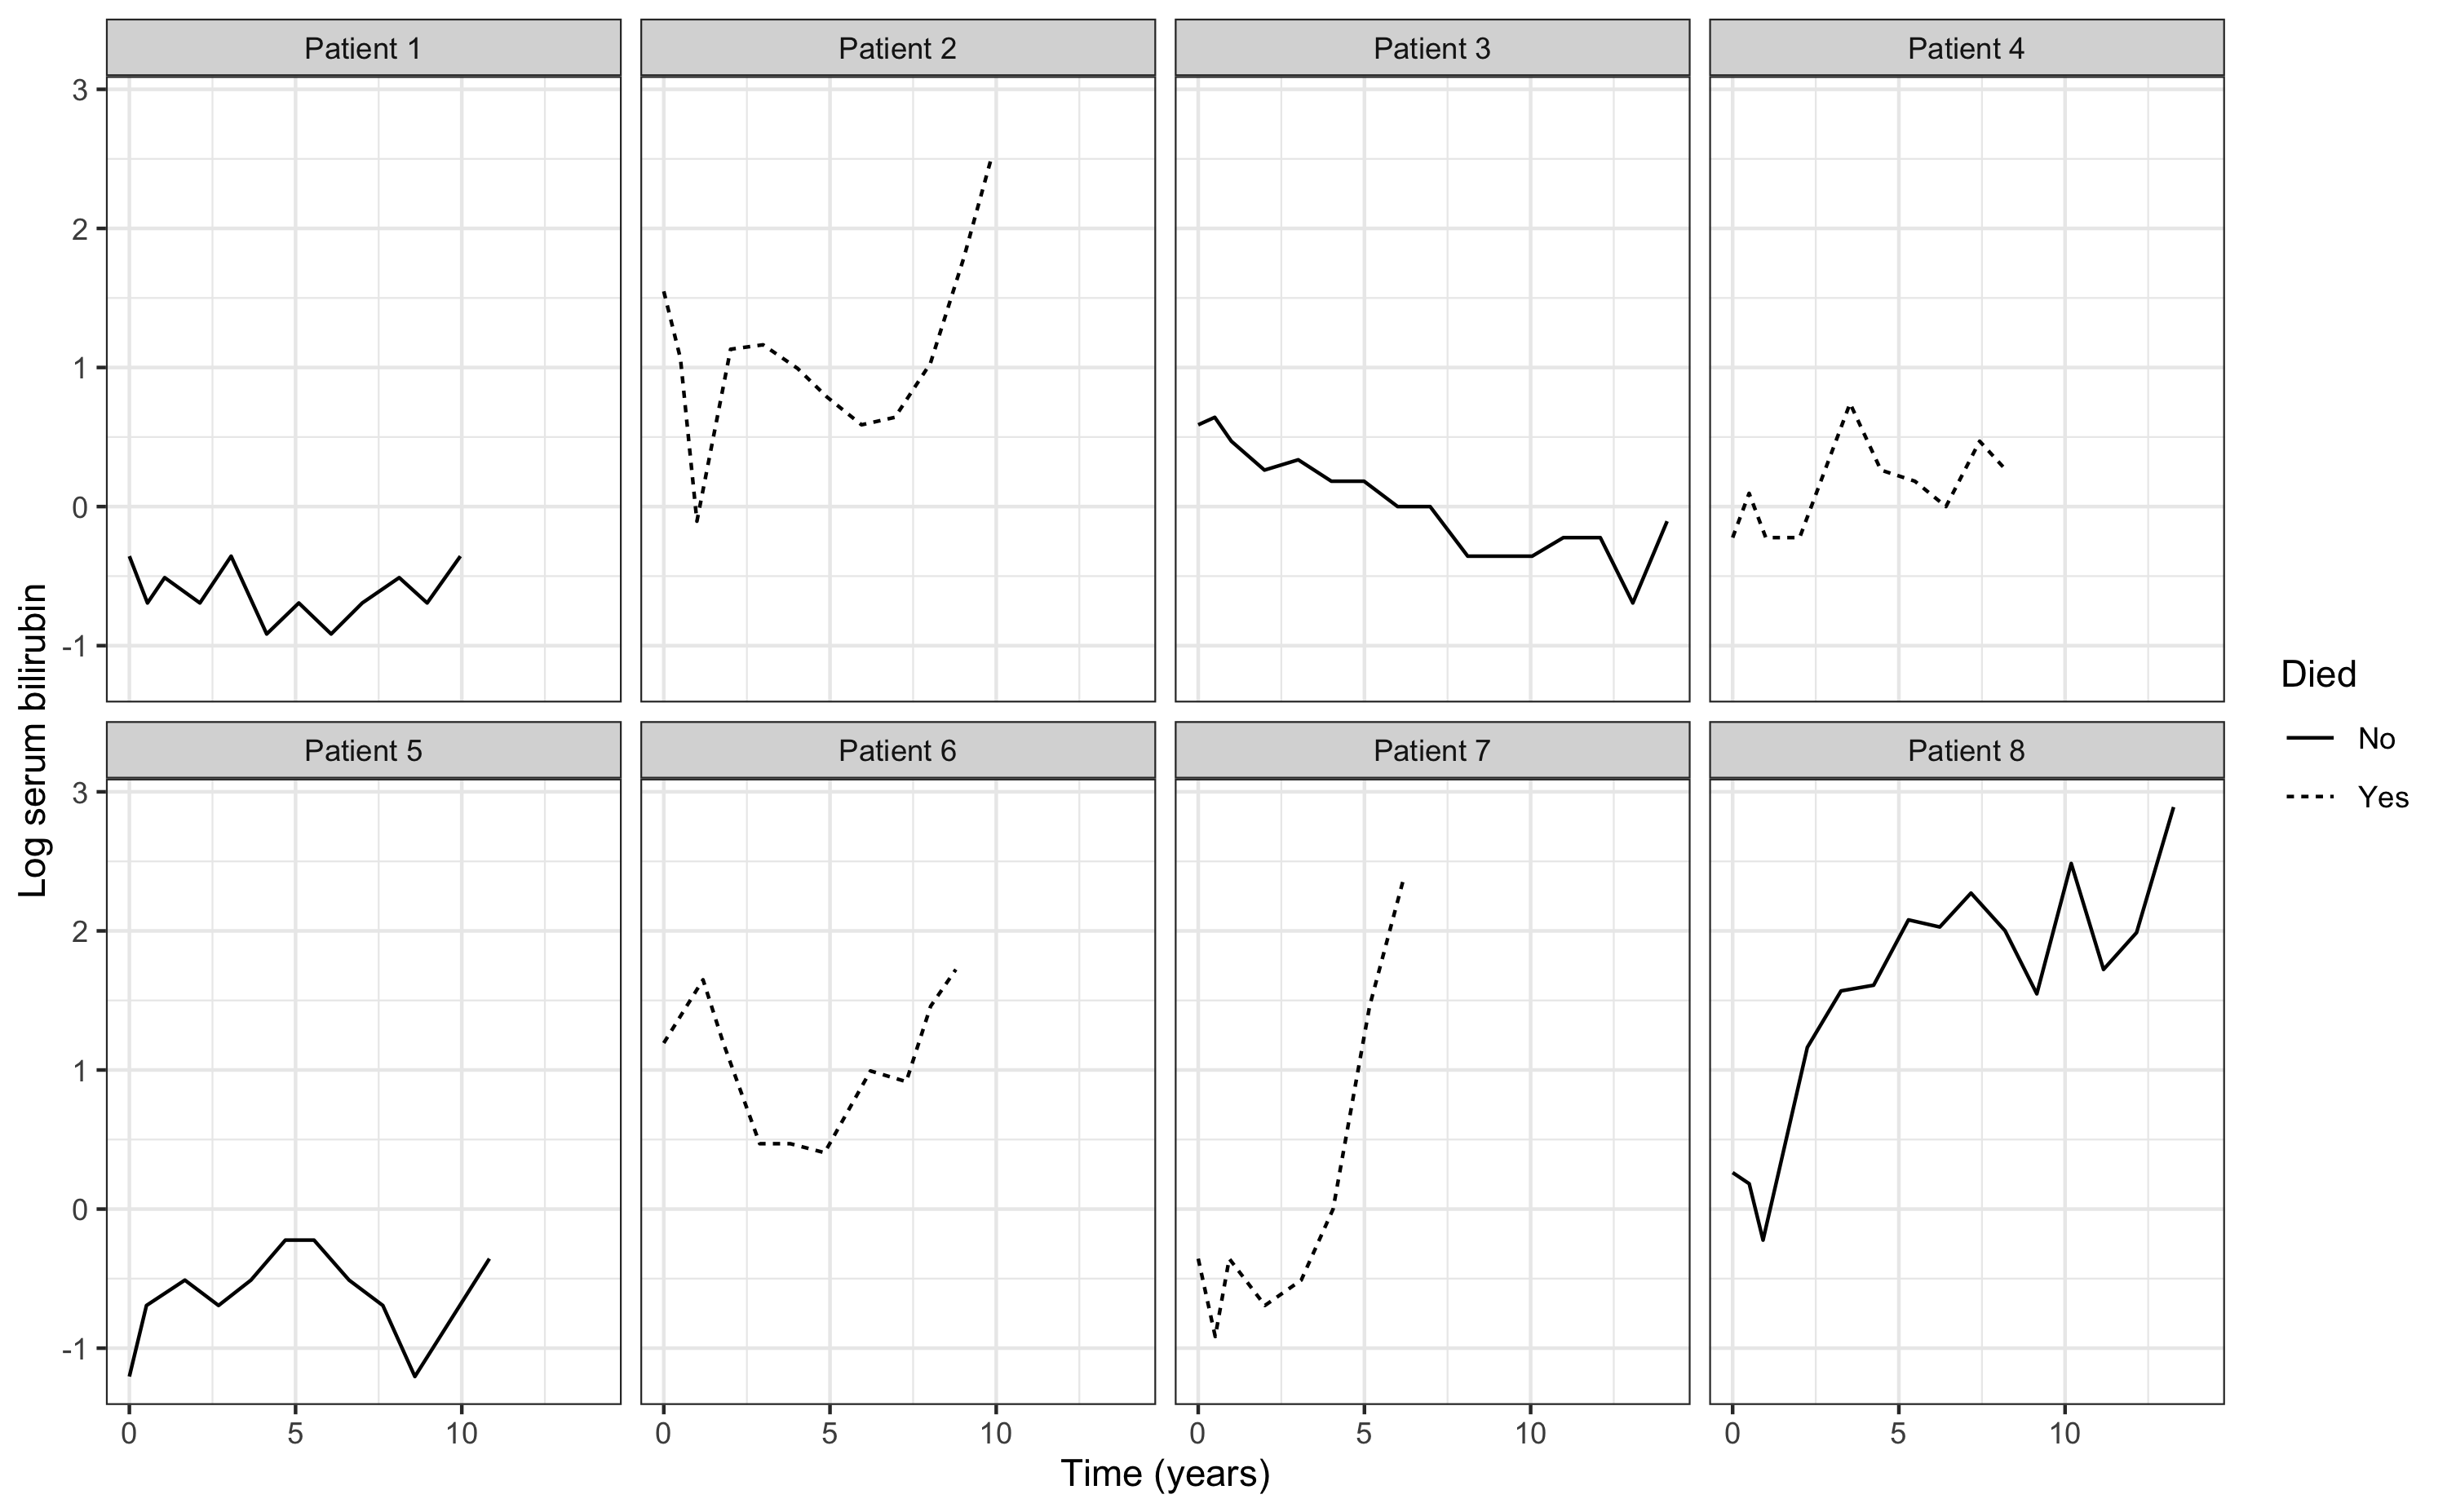 Patient 1
Patient 2
Patient 3
Patient 4
3
2
1
0
-1
Patient 5
Patient 6
Patient 7
Patient 8
3
2
1
0
-1
0
5
10
0
5
10
0
5
10
0
5
10
Time (years)
Log serum bilirubin
Died
No
Yes